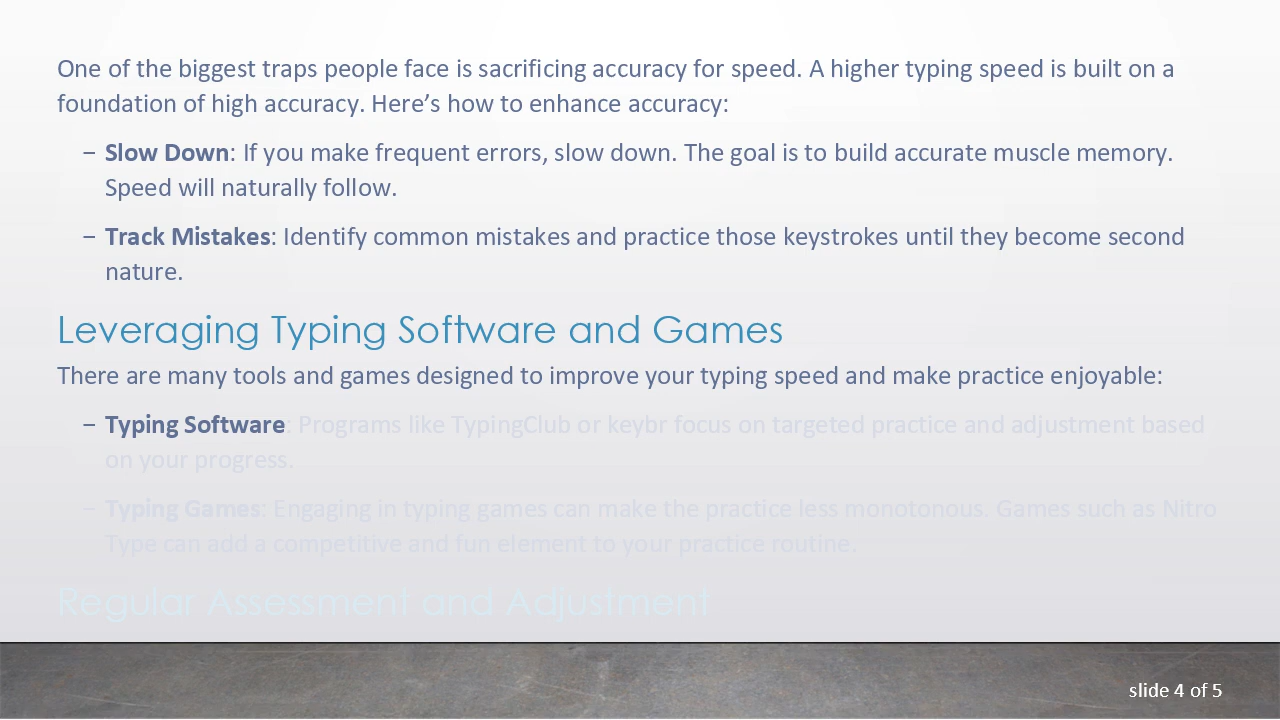 One of the biggest traps people face is sacrificing accuracy for speed. A higher typing speed is built on a
foundation of high accuracy. Here’s how to enhance accuracy:
− Slow Down: If you make frequent errors, slow down. The goal is to build accurate muscle memory.
Speed will naturally follow.
− Track Mistakes: Identify common mistakes and practice those keystrokes until they become second
nature.
Leveraging Typing Software and Games
There are many tools and games designed to improve your typing speed and make practice enjoyable:
− Typing Software: Programs like TypingClub or keybr focus on targeted practice and adjustment based
on your progress.
− Typing Games: Engaging in typing games can make the practice less monotonous. Games such as Nitro
Type can add a competitive and fun element to your practice routine.
Regular Assessment and Adjustment
slide 4 of 5